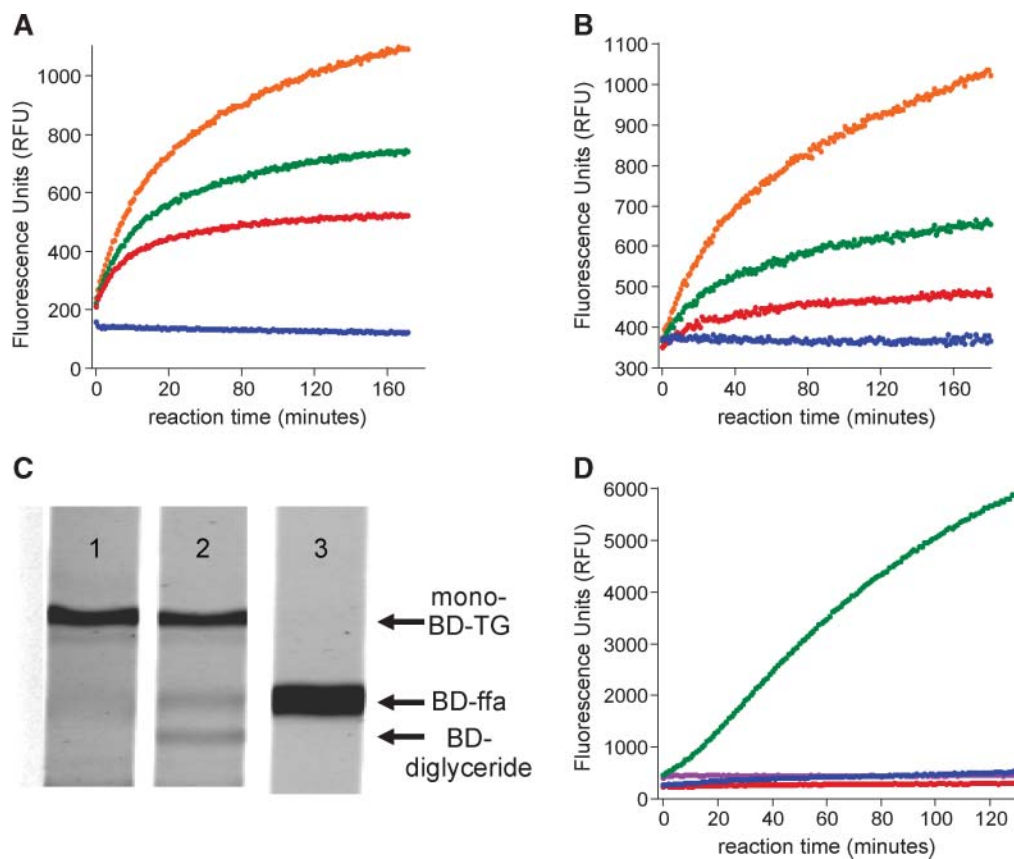 A
Fluorescence Units (RFU)
1000
800
600
400
200
0
0
20
80
120
160
reaction time (minutes)
B
Fluorescence Units (RFU)
1100
1000
900
800
700
600
500
400
300
0
40
80
120
160
reaction time (minutes)
C
1
2
3
mono-
BD-TG
BD-ffa
BD-
diglyceride
D
Fluorescence Units (RFU)
6000
5000
4000
3000
2000
1000
0
0
20
40
60
80
100
120
reaction time (minutes)